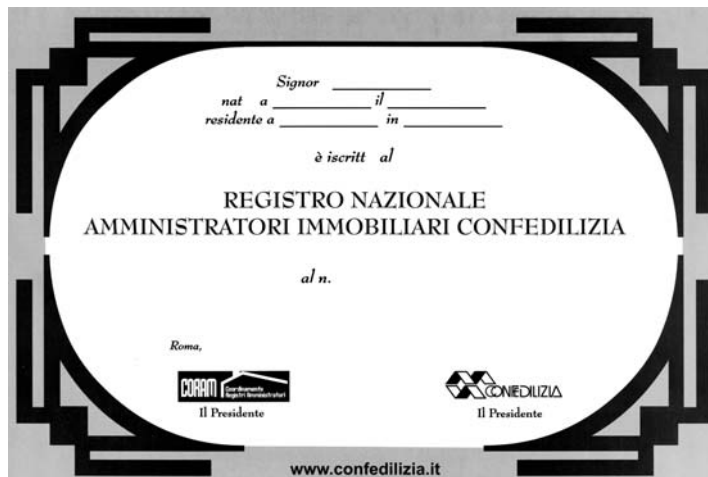 Signor
nat a il
residente a in
è iscritt al
REGISTRO NAZIONALE
AMMINISTRATORI IMMOBILIARI CONFEDILIZIA
al n.
Roma,
CORAM Coordinamento
Registri Amministratori
CONFEDILIZIA
Il Presidente
Il Presidente
www.confedilizia.it